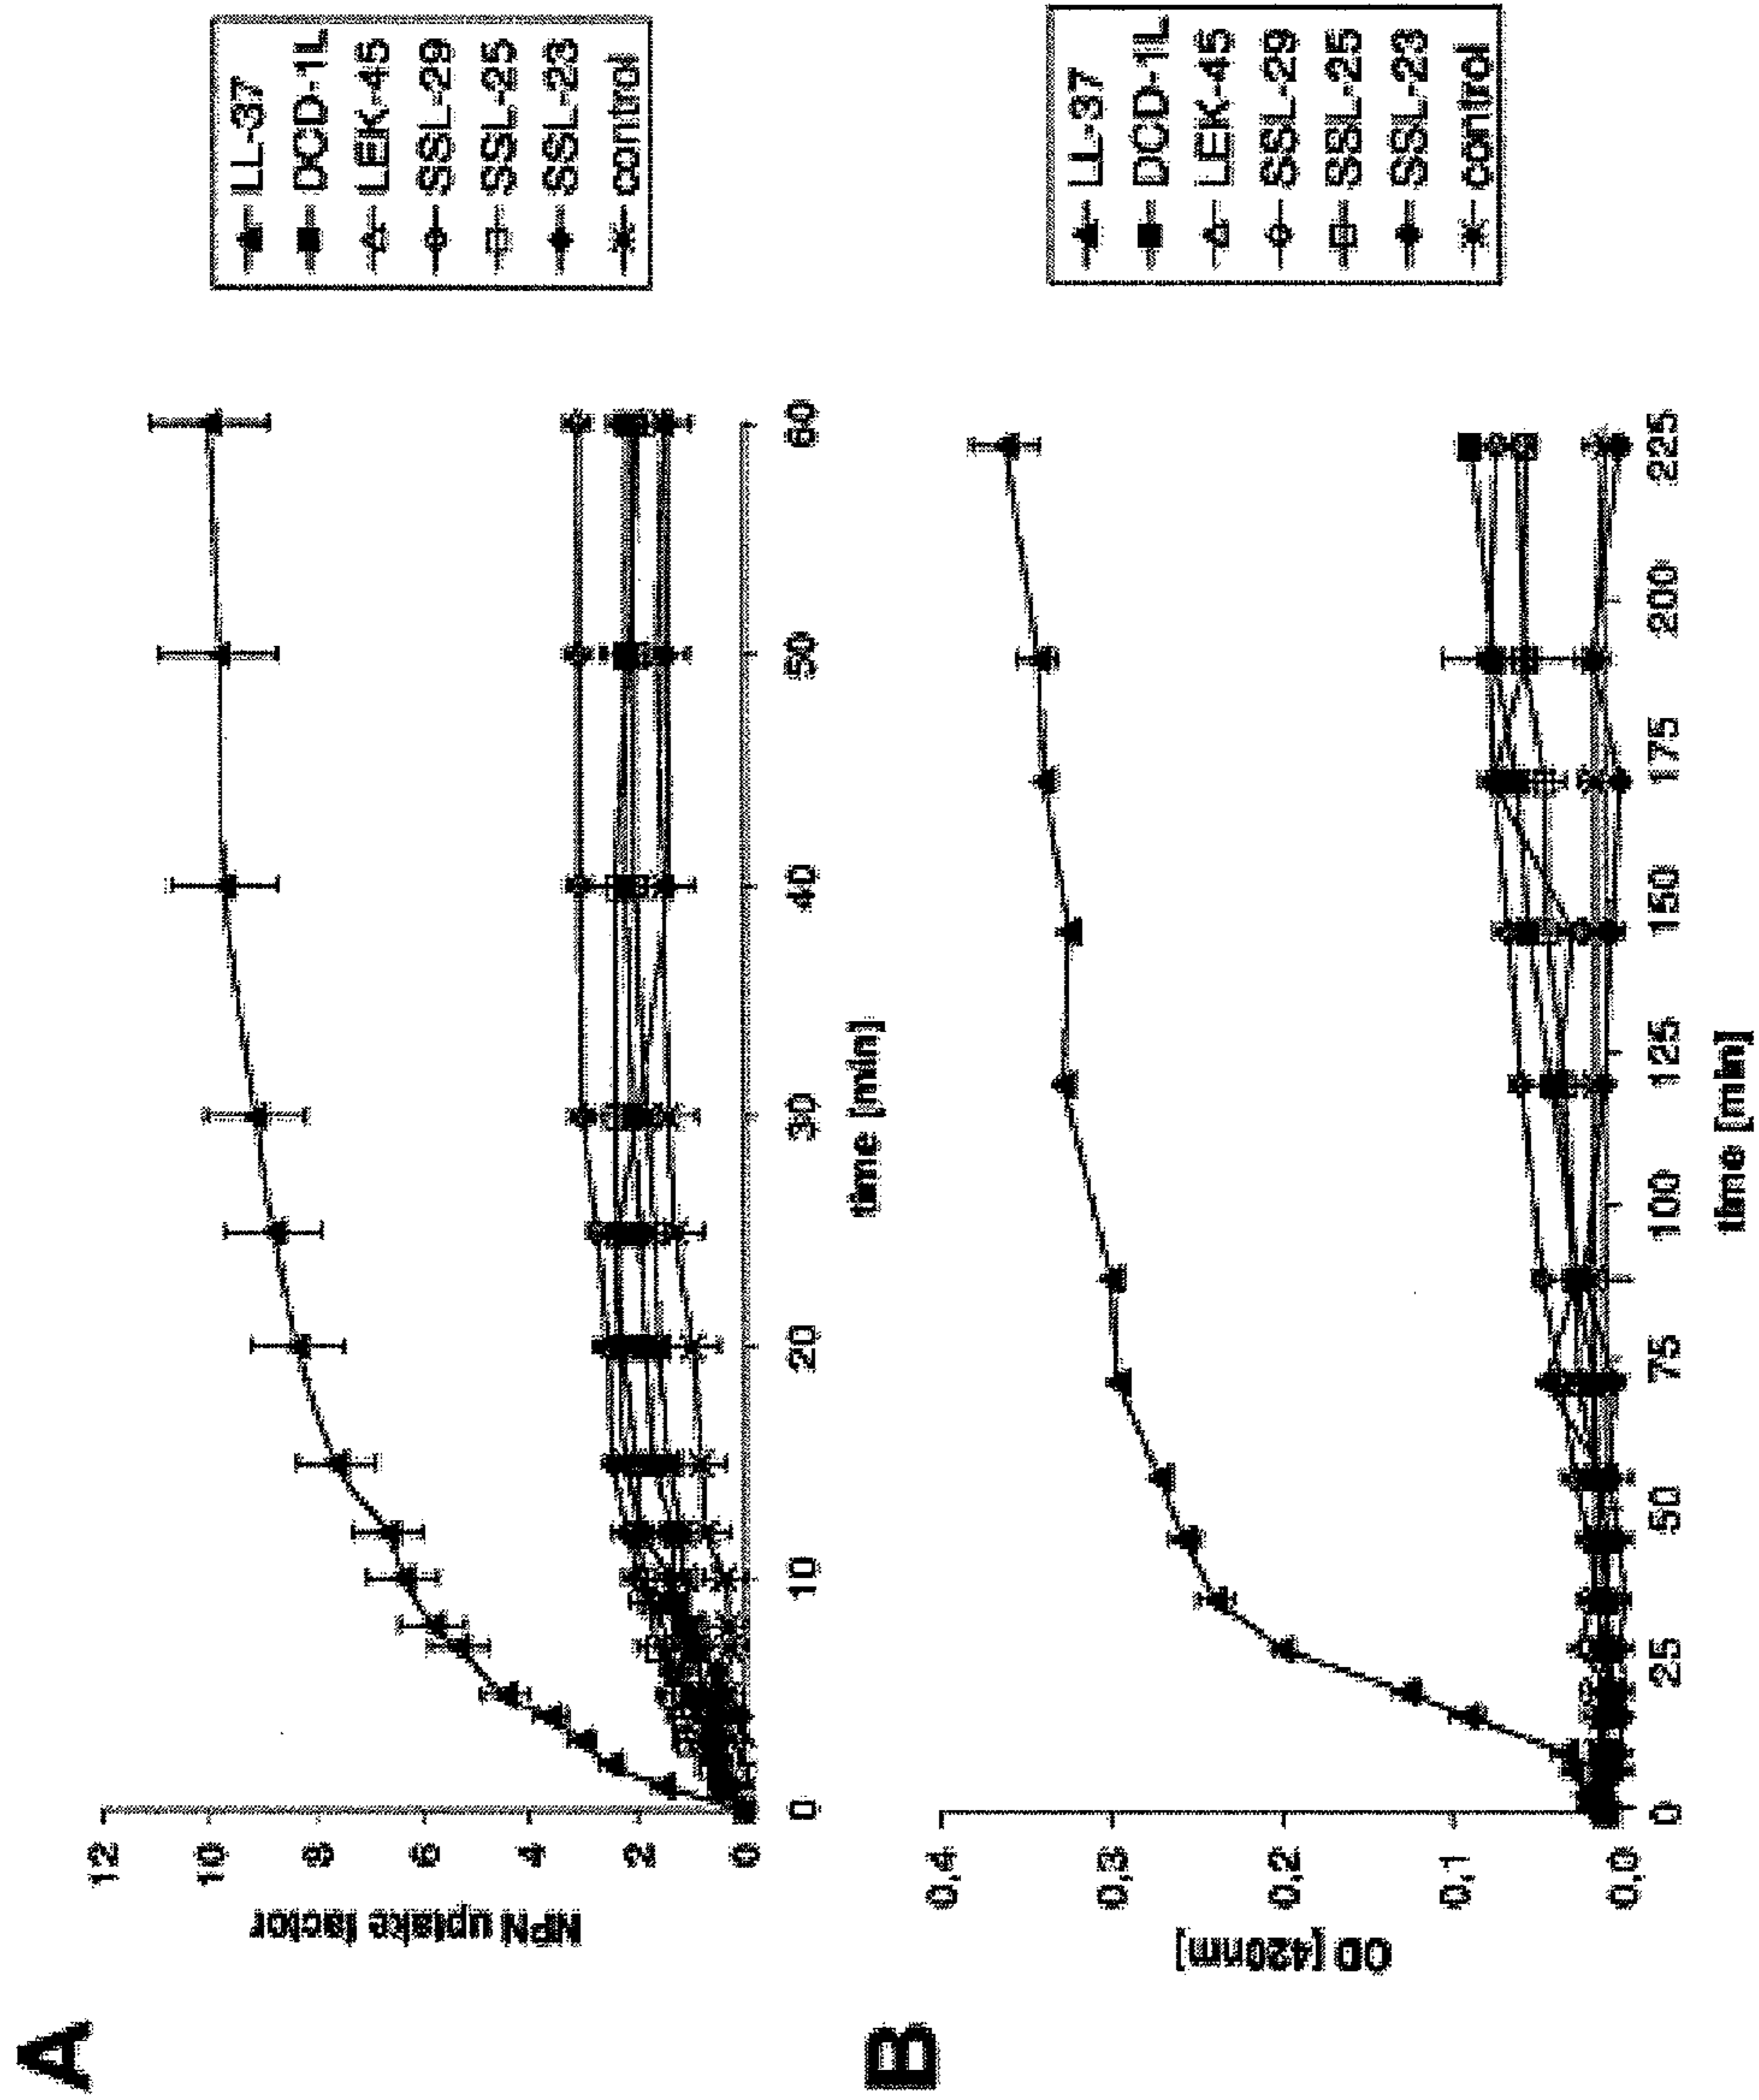 A
NPN uptake factor
12
10
8
6
4
2
0
0
10
20
30
40
50
60
time [min]
LL-37
DCD-1L
LEK-45
SSL-29
SSL-25
SSL-23
control
B
OD [420nm]
0,4
0,3
0,2
0,1
0,0
0
25
50
75
100
125
150
175
200
225
time [min]
LL-37
DCD-1L
LEK-45
SSL-29
SSL-25
SSL-23
control